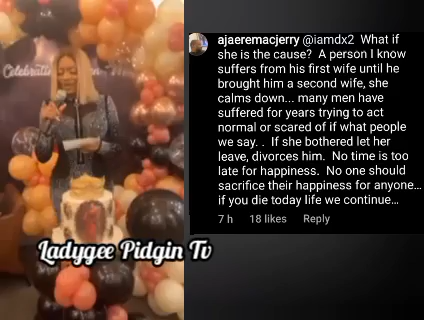 Celebrati
ajaeremacjerry @iamdx2 What if
she is the cause? A person I know
suffers from his first wife until he
brought him a second wife, she
calms down... many men have
suffered for years trying to act
normal or scared of if what people
we say. . If she bothered let her
leave, divorces him. No time is too
late for happiness. No one should
sacrifice their happiness for anyone...
if you die today life we continue...
7 h 18 likes Reply
Ladygee Pidgin Tv